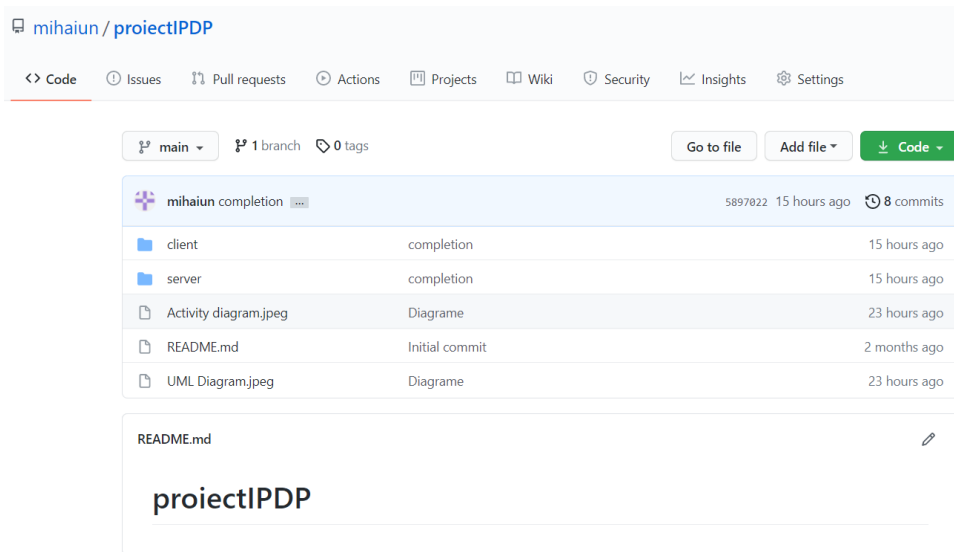 mihaiun / proiectIPDP
Code Issues Pull requests Actions Projects Wiki Security Insights Settings
main 1 branch 0 tags Go to file Add file Code
mihaiun completion ... 5897022 15 hours ago 8 commits
client completion 15 hours ago
server completion 15 hours ago
Activity diagram.jpeg Diagrame 23 hours ago
README.md Initial commit 2 months ago
UML Diagram.jpeg Diagrame 23 hours ago
README.md
proiectIPDP